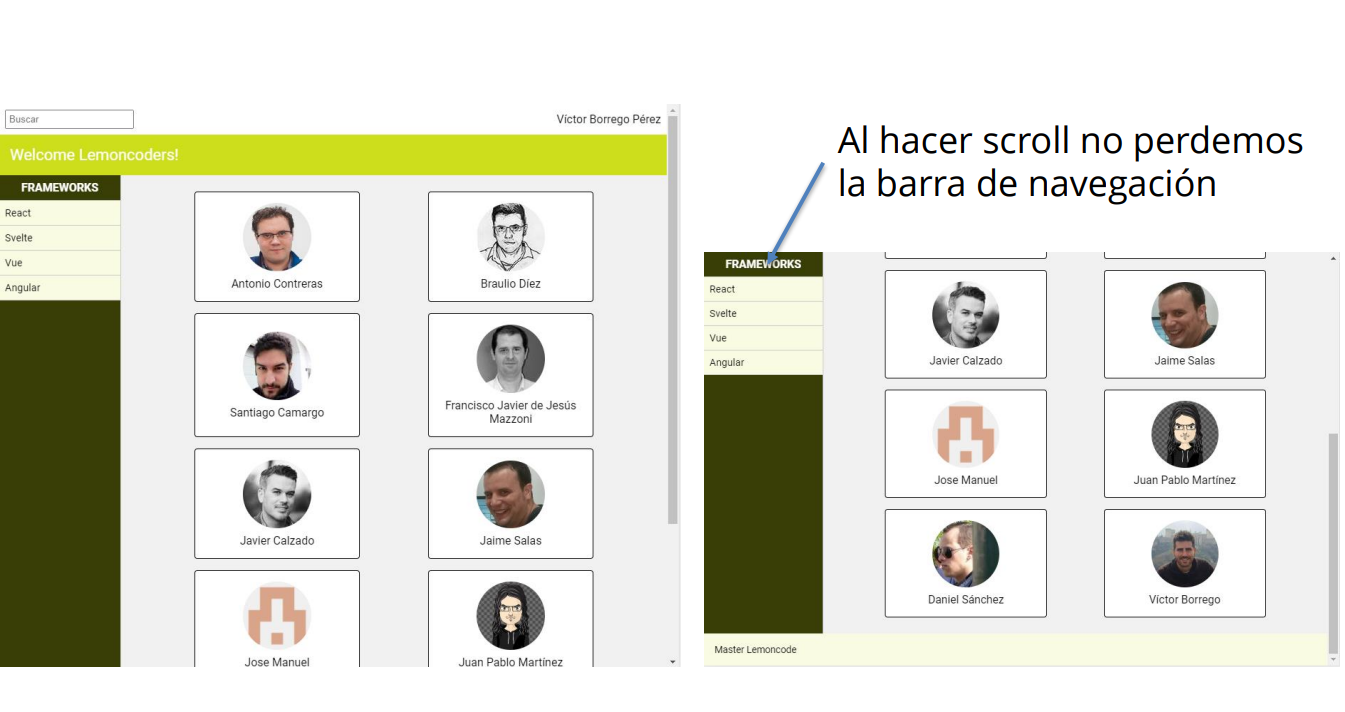 Buscar
Víctor Borrego Pérez
Welcome Lemoncoders!
FRAMEWORKS
React
Svelte
Vue
Angular
Antonio Contreras
Braulio Díez
Santiago Camargo
Francisco Javier de Jesús
Mazzoni
Javier Calzado
Jaime Salas
Jose Manuel
Juan Pablo Martínez
Al hacer scroll no perdemos
la barra de navegación
FRAMEWORKS
React
Svelte
Vue
Angular
Javier Calzado
Jaime Salas
Jose Manuel
Juan Pablo Martínez
Daniel Sánchez
Víctor Borrego
Master Lemoncode